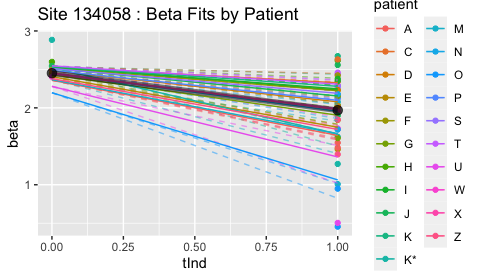 Site 134058 : Beta Fits by Patient
3
2
1
beta
0.00 0.25 0.50 0.75 1.00
tInd
patient
A
C
D
E
F
G
H
I
J
K
K*
M
N
O
P
S
T
U
W
X
Z